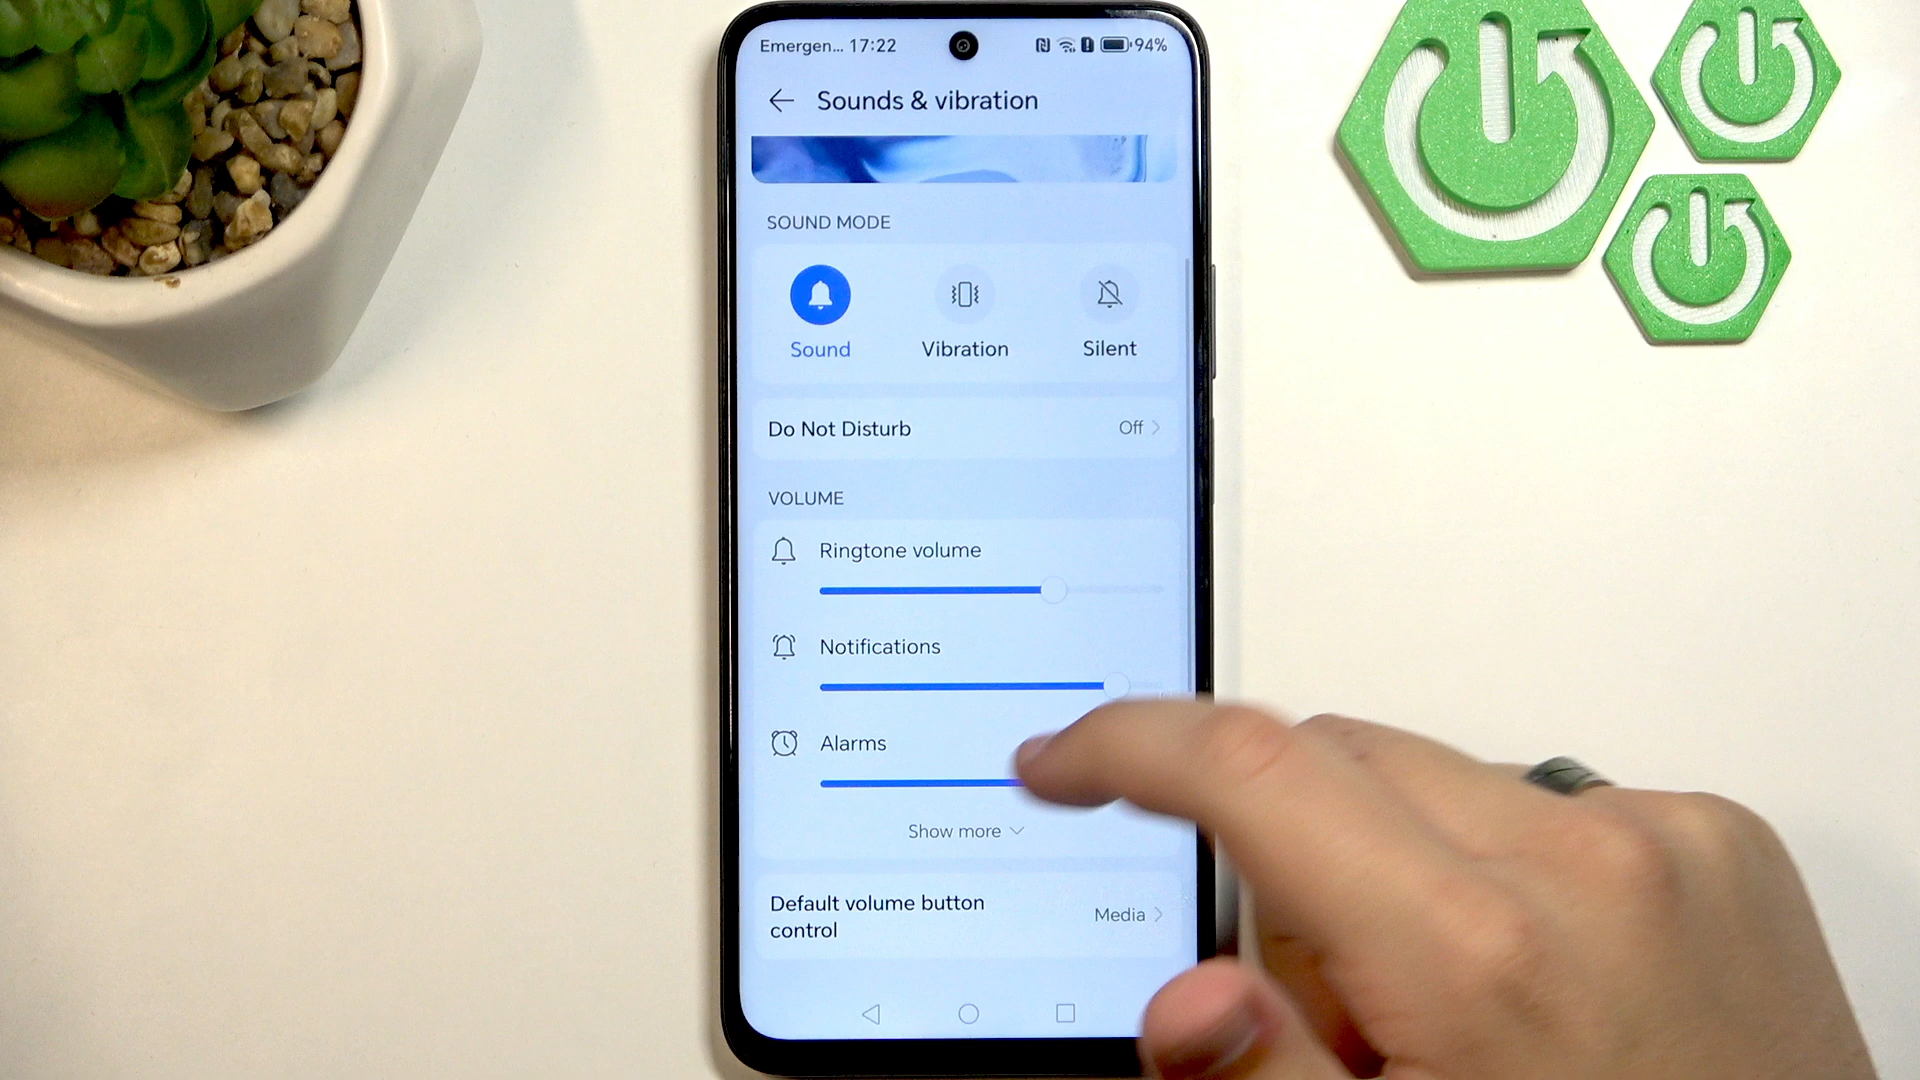 Emergen... 17:22
94%
Sounds & vibration
SOUND MODE
Sound
Vibration
Silent
Do Not Disturb
Off
VOLUME
Ringtone volume
Notifications
Alarms
Show more
Default volume button
control
Media